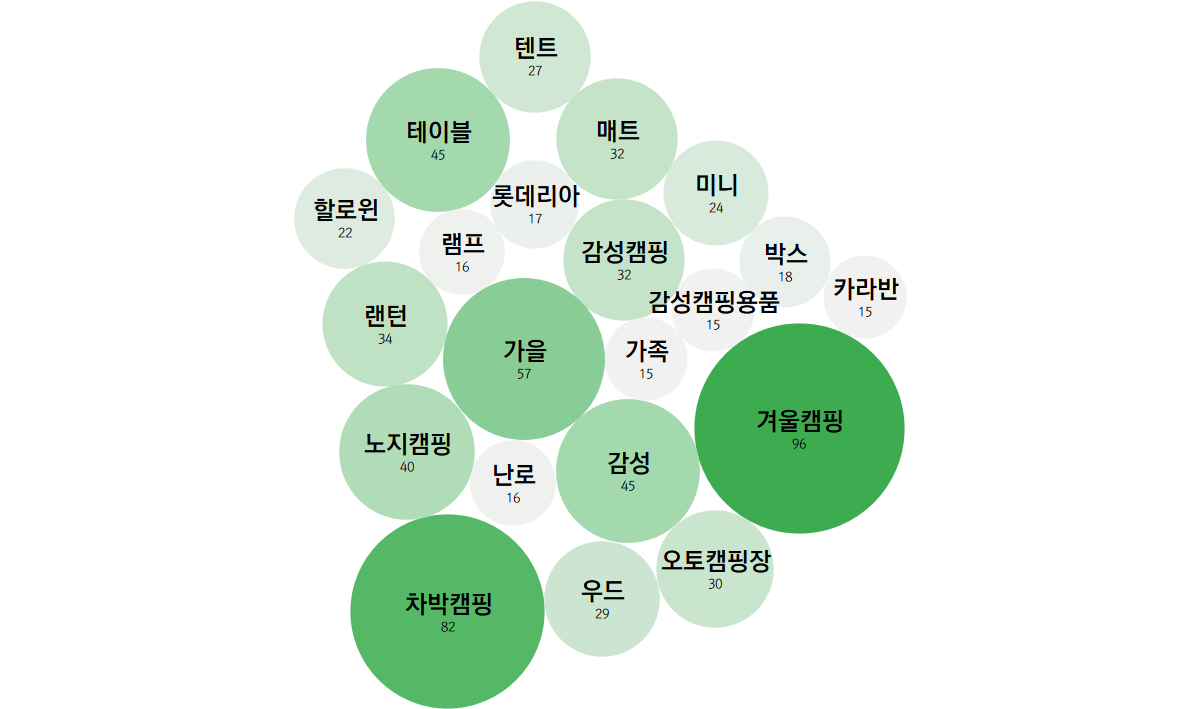 텐트
27
테이블
45
매트
32
미니
24
롯데리아
17
할로윈
22
램프
16
감성캠핑
32
박스
18
카라반
15
감성캠핑용품
15
랜턴
34
가을
57
가족
15
겨울캠핑
96
노지캠핑
40
감성
45
난로
16
오토캠핑장
30
우드
29
차박캠핑
82